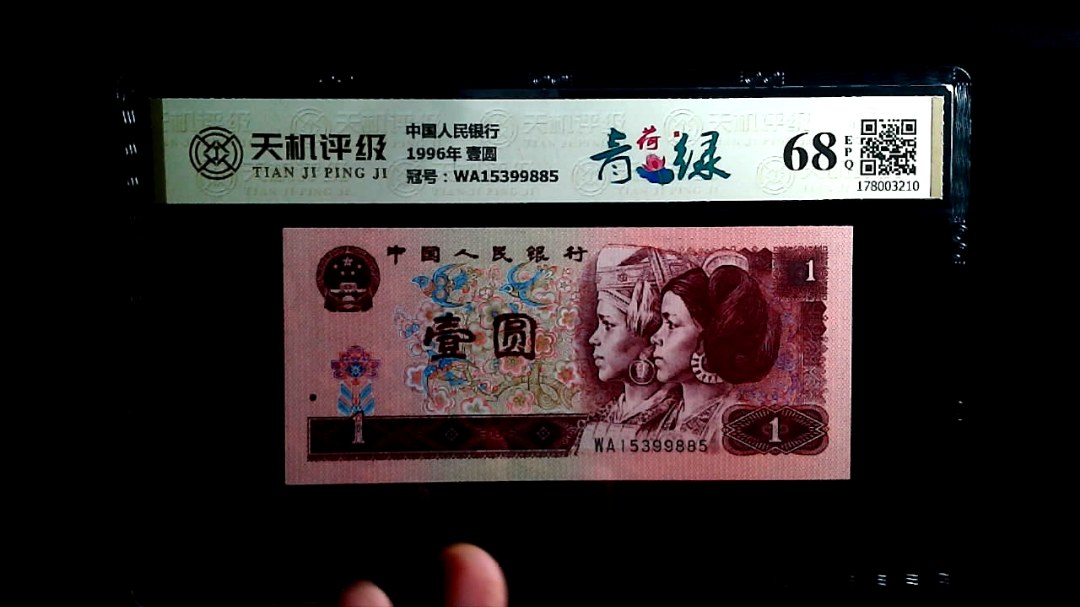 天机评级
TIAN JI PING JI
中国人民银行
1996年 壹圆
冠号：WA15399885
青荷绿
68
EPQ
178003210
中国人民银行
1
壹圆
1
WA15399885
1